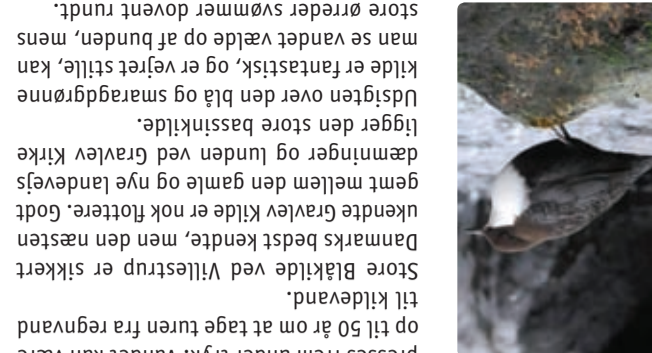 presses frem under tryk. Vandet kan være
op til 50 år om at tage turen fra regnvand
til kildevand.
Store Blåkilde ved Villestrup er sikkert
Danmarks bedst kendte, men den næsten
ukendte Gravlev Kilde er nok flottere. Godt
gemt mellem den gamle og nye landevejs
dæmninger og lunden ved Gravlev Kirke
ligger den store bassinkilde.
Udsigten over den blå og smaragdgrønne
kilde er fantastisk, og er vejret stille, kan
man se vandet vælde op af bunden, mens
store ørreder svømmer dovent rundt.